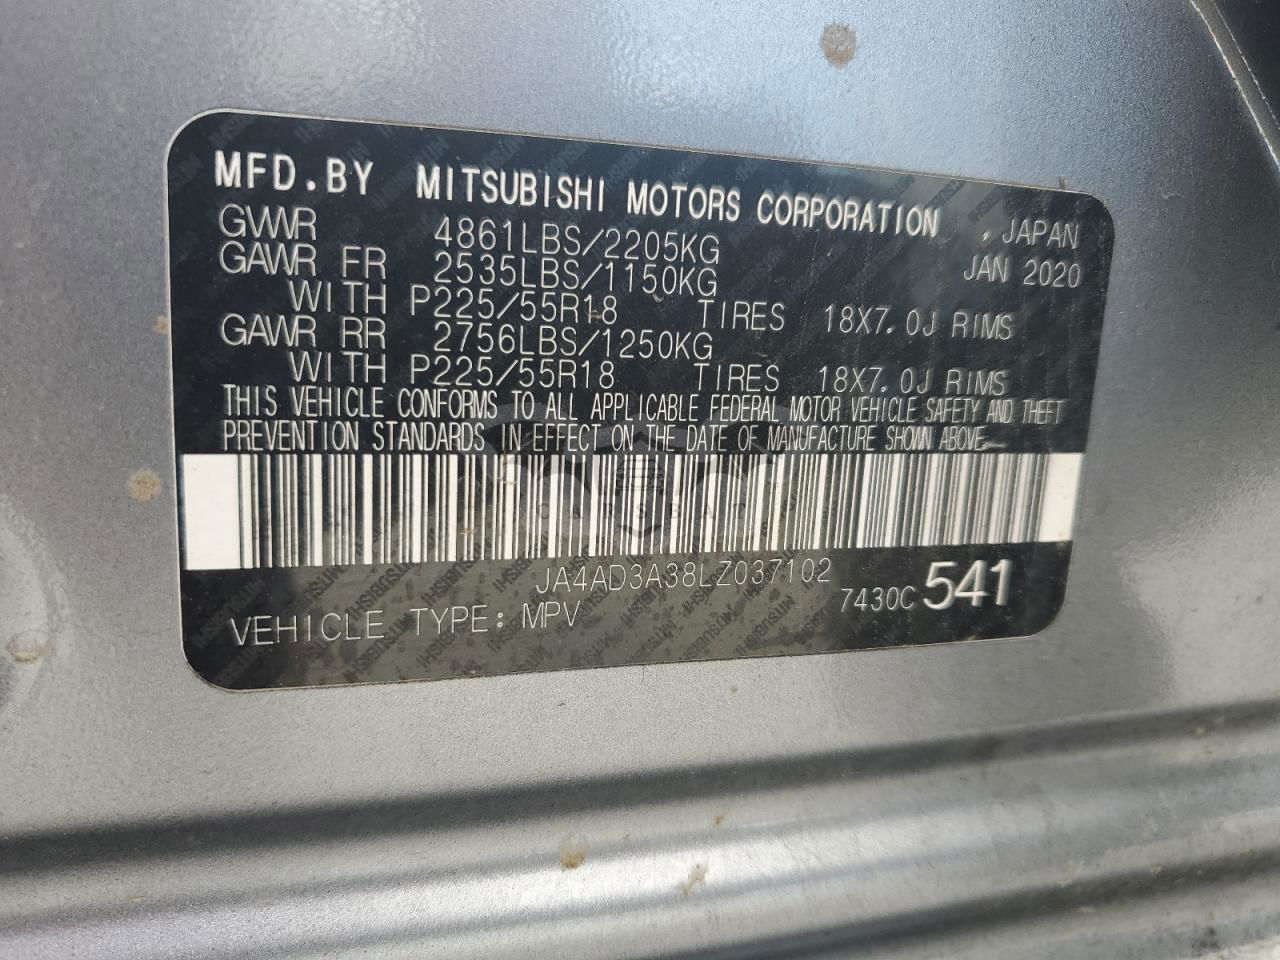 MFD.BY MITSUBISHI MOTORS CORPORATION , JAPAN
GVWR 4861LBS/2205KG JAN 2020
GAWR FR 2535LBS/1150KG
WITH P225/55R18 TIRES 18X7.0J RIMS
GAWR RR 2756LBS/1250KG
WITH P225/55R18 TIRES 18X7.0J RIMS
THIS VEHICLE CONFORMS TO ALL APPLICABLE FEDERAL MOTOR VEHICLE SAFETY AND THEFT
PREVENTION STANDARDS IN EFFECT ON THE DATE OF MANUFACTURE SHOWN ABOVE
CARSBAT
JA4AD3A38LZ037102
7430C 541
VEHICLE TYPE: MPV